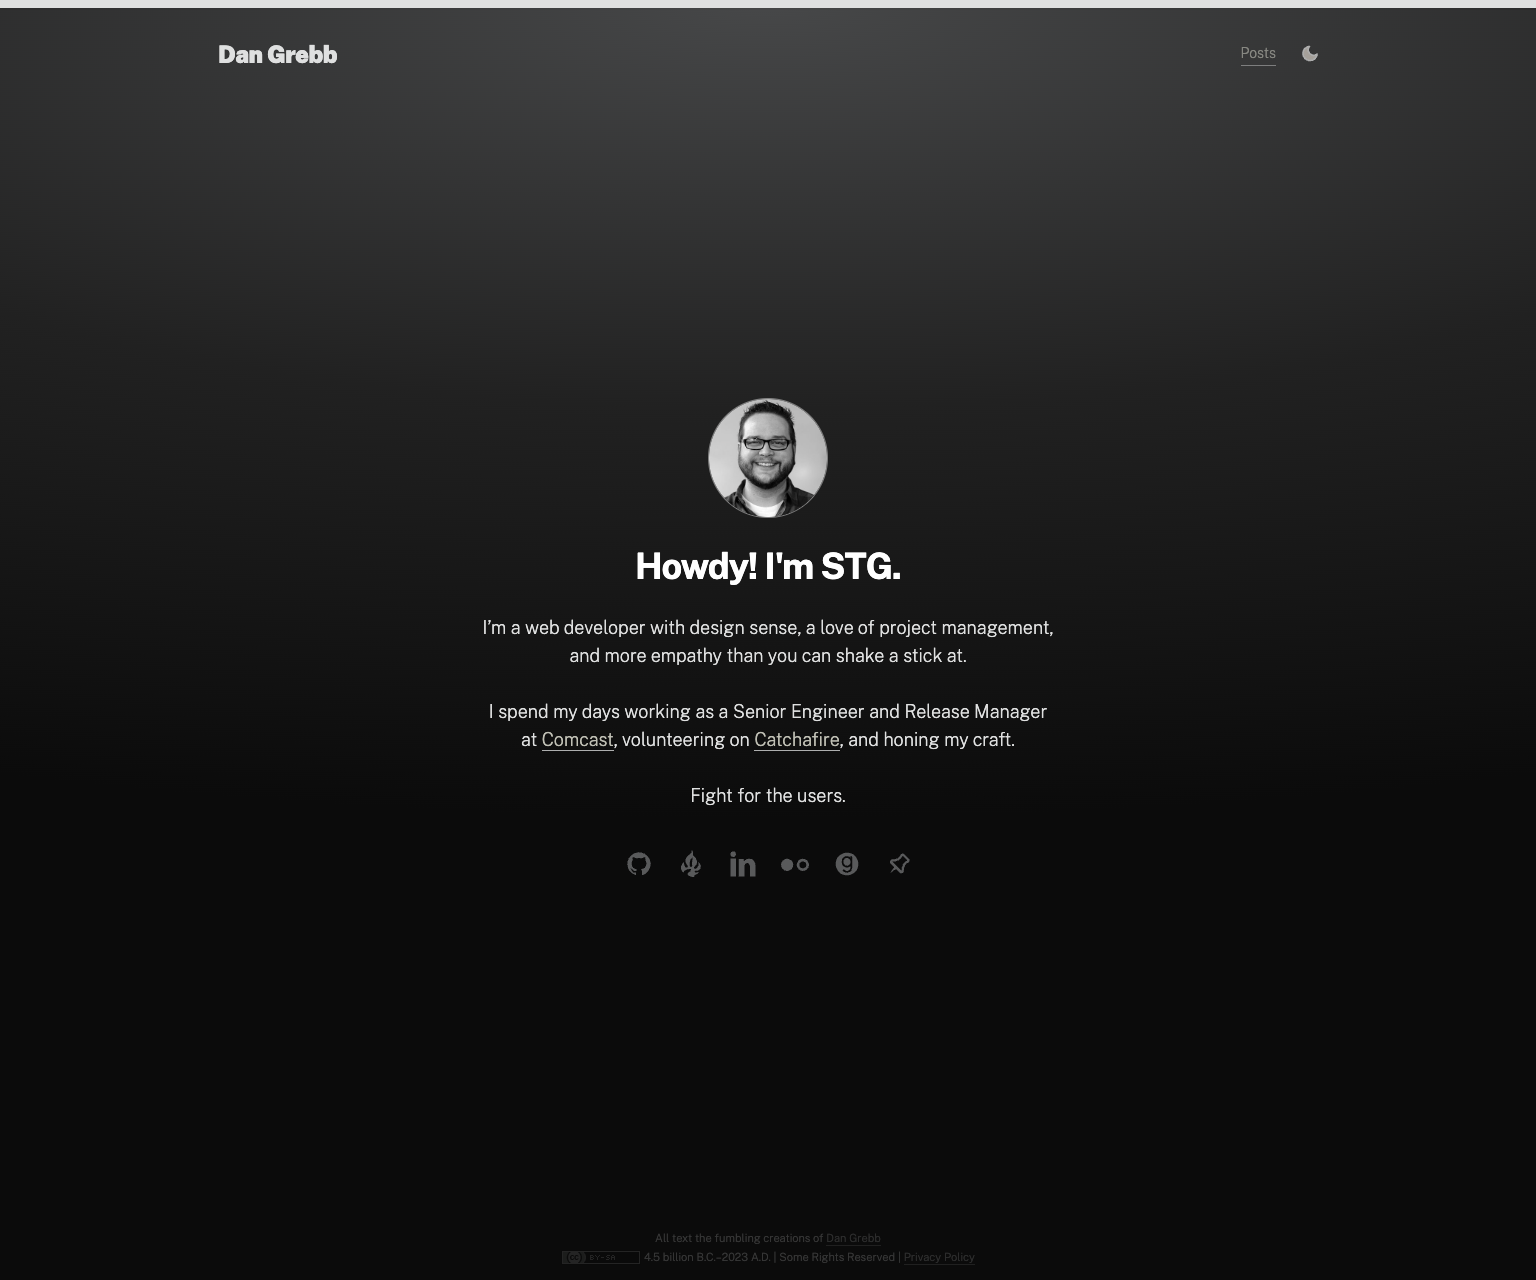 Dan Grebb
Posts
Howdy! I'm STG.
I’m a web developer with design sense, a love of project management,
and more empathy than you can shake a stick at.
I spend my days working as a Senior Engineer and Release Manager
at Comcast, volunteering on Catchafire, and honing my craft.
Fight for the users.
in
g
All text the fumbling creations of Dan Grebb
cc BY-SA 4.5 billion B.C.–2023 A.D. | Some Rights Reserved | Privacy Policy